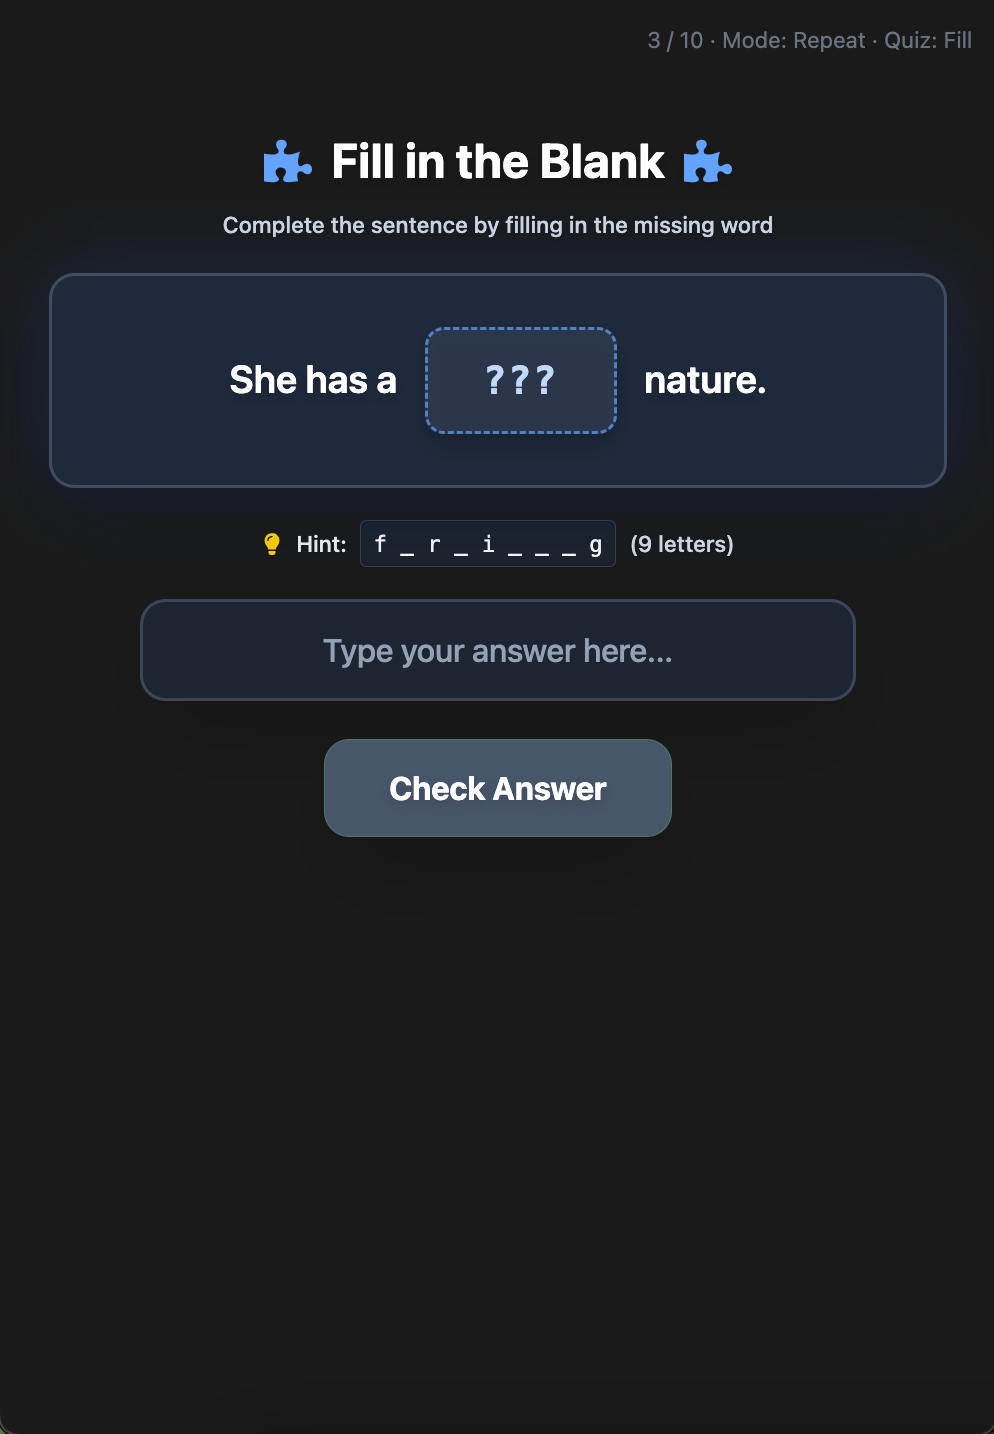 3 / 10 · Mode: Repeat · Quiz: Fill
Fill in the Blank
Complete the sentence by filling in the missing word
She has a ??? nature.
Hint: f _ r _ i _ _ _ g (9 letters)
Type your answer here...
Check Answer